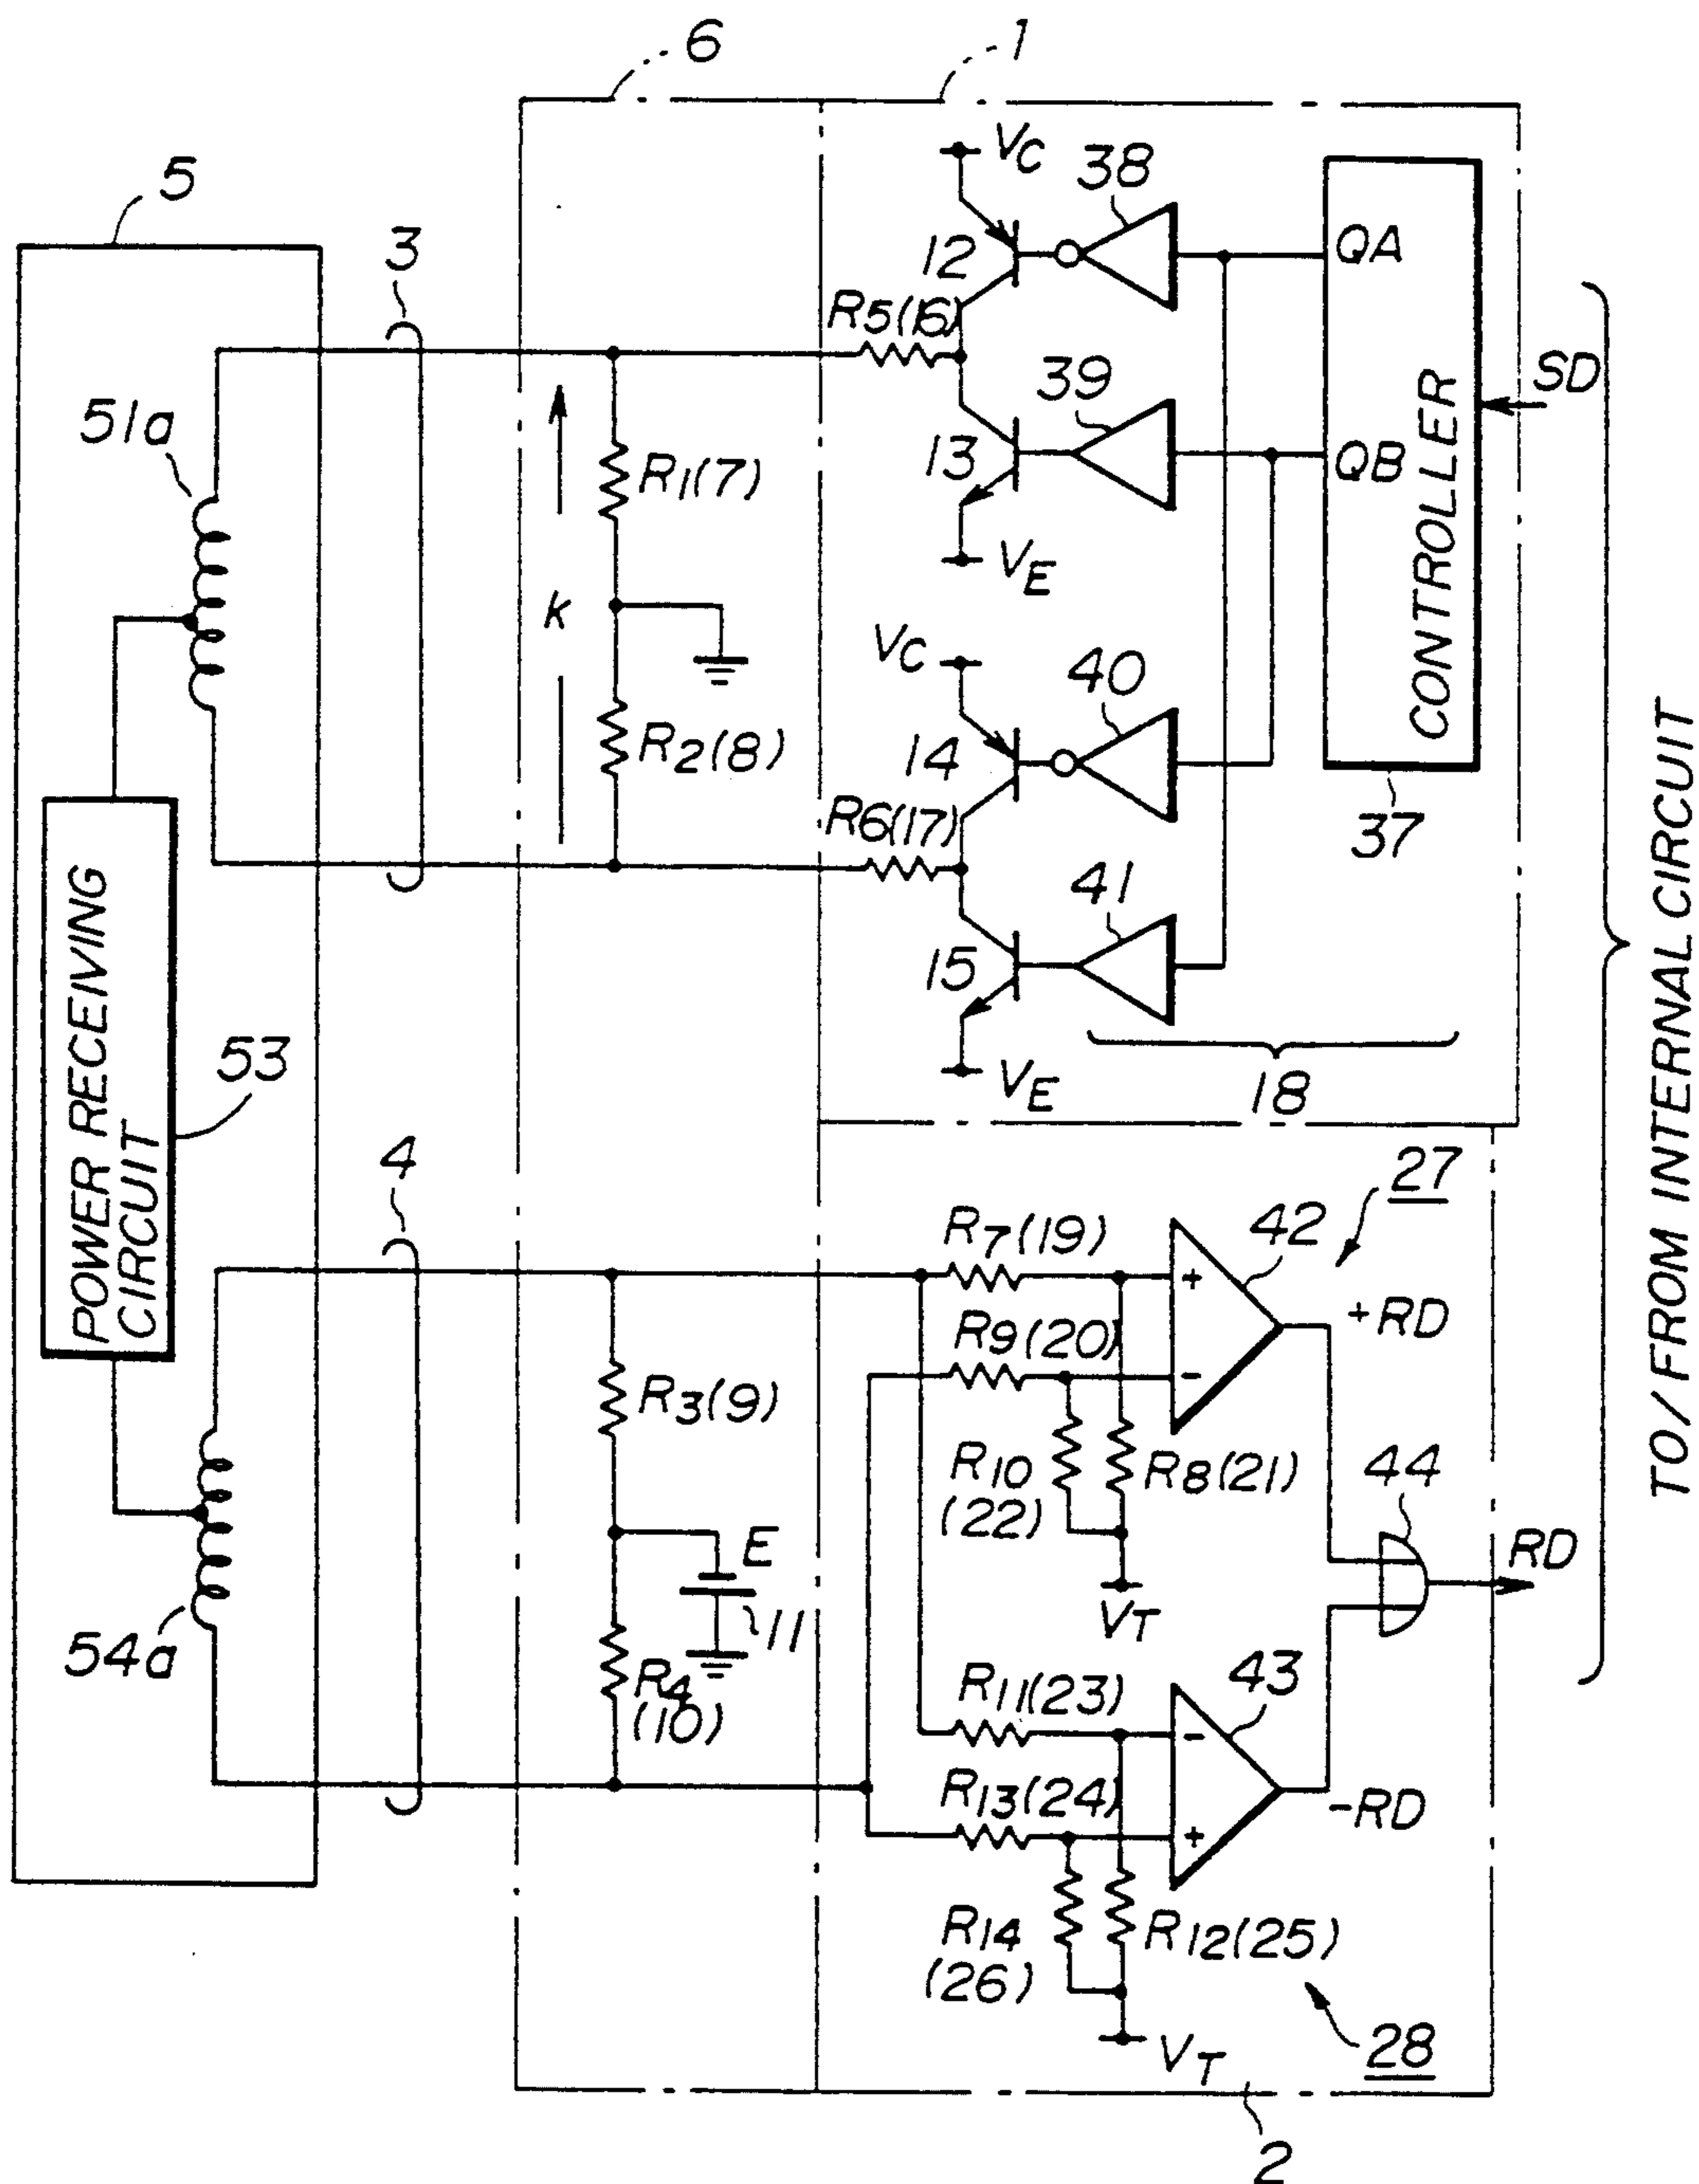 6
1
5
3
VC
38
12
QA
R5(16)
39
SD
51a
R1(7)
13
QB
CONTROLLER
VE
k
VC
40
R2(8)
14
R6(17)
37
41
15
POWER RECEIVING
CIRCUIT
53
VE
18
TO/FROM INTERNAL CIRCUIT
4
27
R7(19)
42
+
+RD
R9(20)
-
R3(9)
R10
(22)
R8(21)
44
E
RD
11
VT
54a
R4
(10)
R11(23)
43
-
R13(24)
-RD
+
R14
(26)
R12(25)
VT
28
2